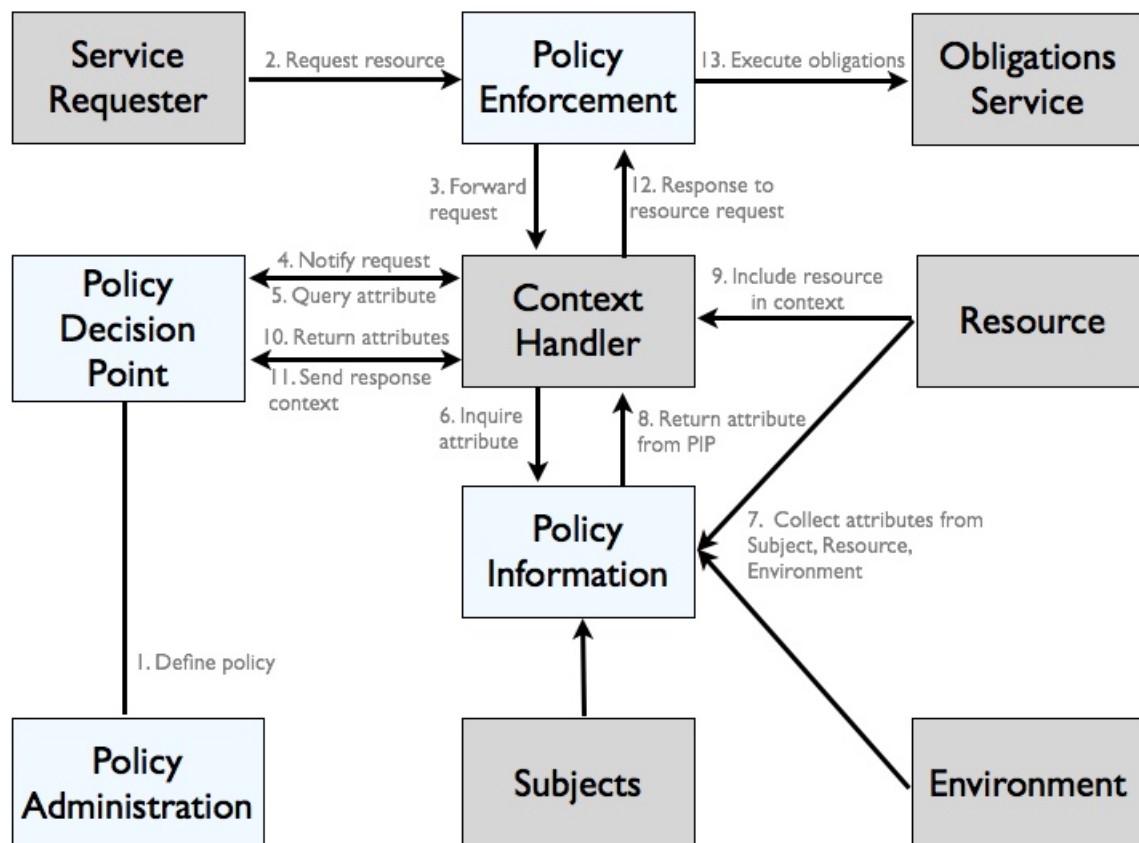 Service
Requester
2. Request resource
Policy
Enforcement
13. Execute obligations
Obligations
Service
3. Forward
request
12. Response to
resource request
Policy
Decision
Point
4. Notify request
5. Query attribute
10. Return attributes
11. Send response
context
Context
Handler
9. Include resource
in context
Resource
6. Inquire
attribute
8. Return attribute
from PIP
Policy
Information
7. Collect attributes from
Subject, Resource,
Environment
1. Define policy
Policy
Administration
Subjects
Environment